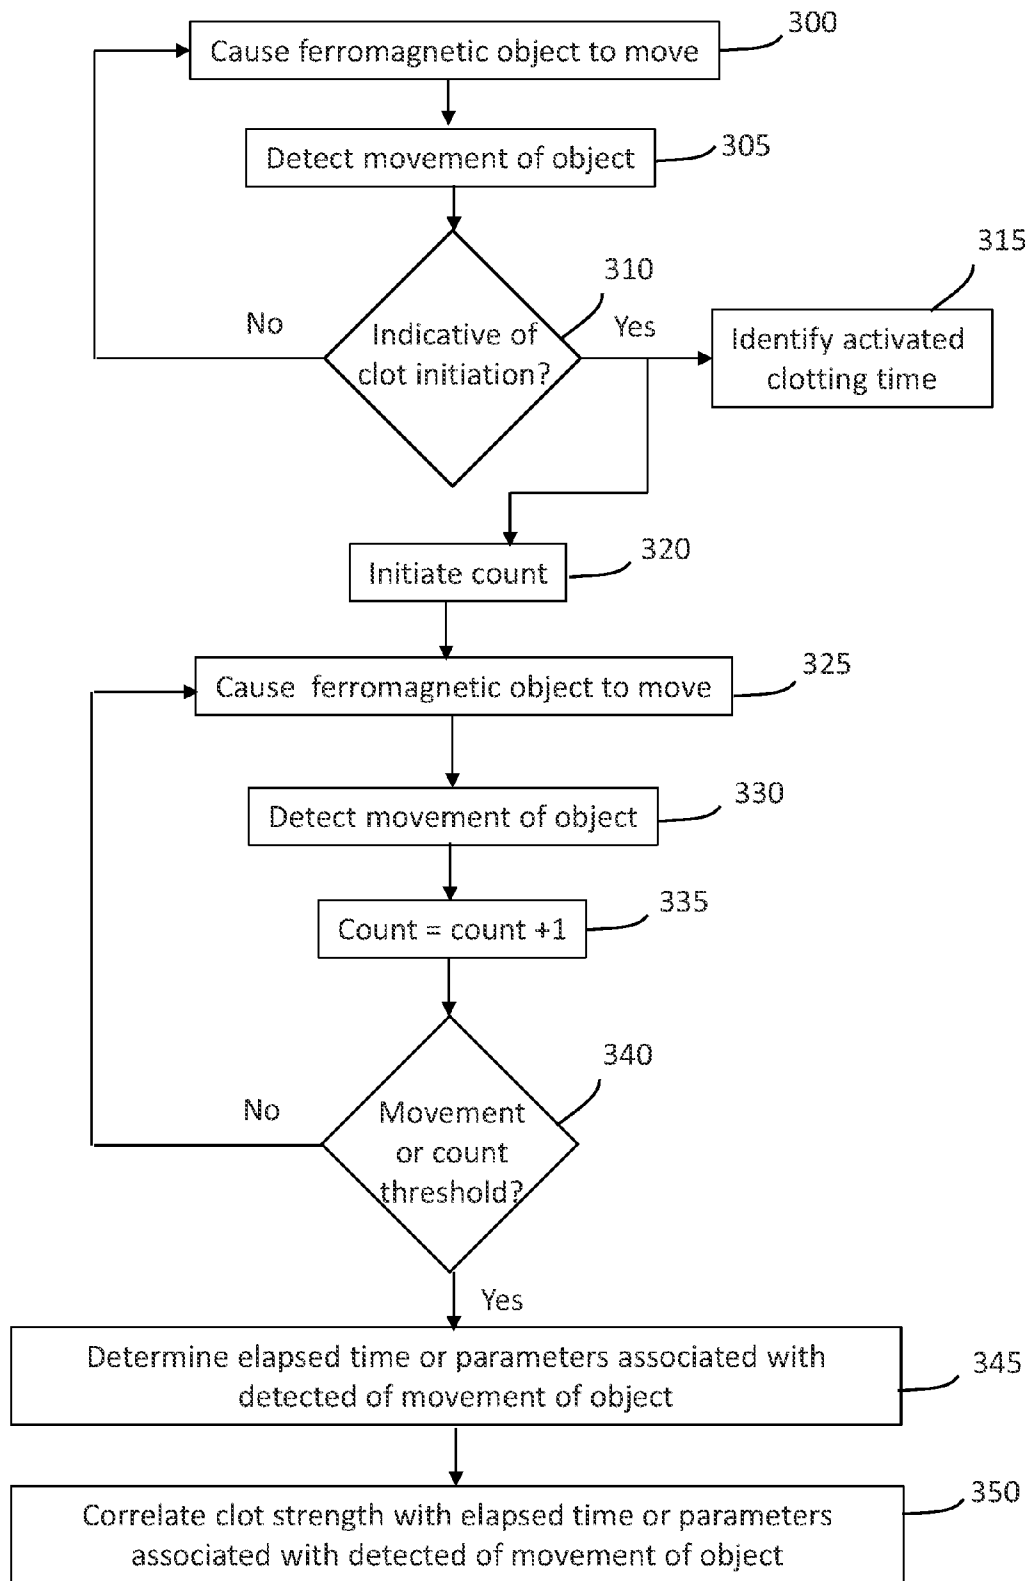 300
Cause ferromagnetic object to move
305
Detect movement of object
315
310
No
Yes
Indicative of
clot initiation?
Identify activated
clotting time
320
Initiate count
325
Cause ferromagnetic object to move
330
Detect movement of object
335
Count = count +1
340
No
Movement
or count
threshold?
Yes
Determine elapsed time or parameters associated with
detected of movement of object
345
350
Correlate clot strength with elapsed time or parameters
associated with detected of movement of object